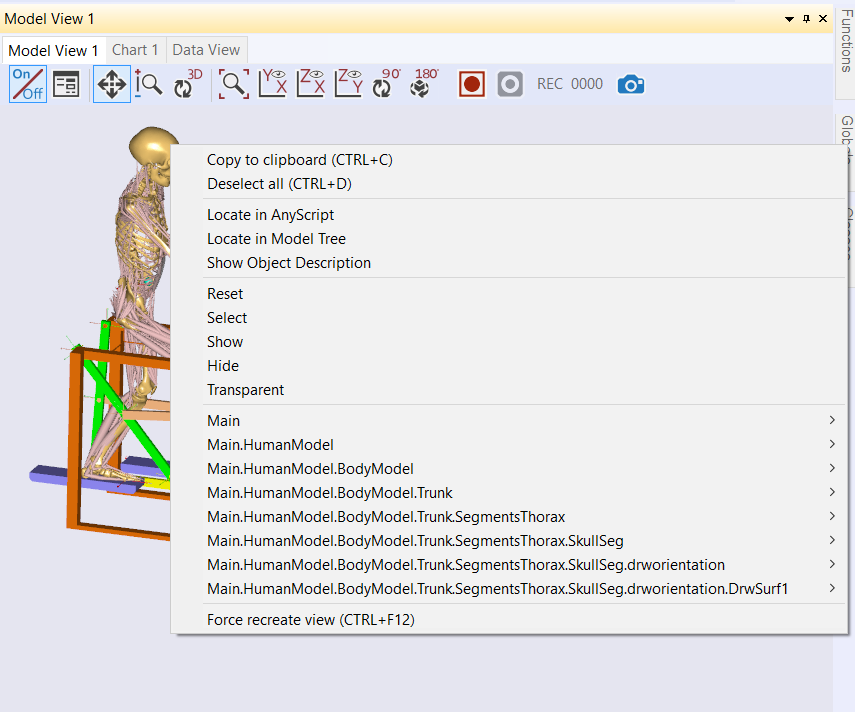 Model View 1
Functions
Model View 1 Chart 1 Data View
On Off 3D Y X Z X Z Y 90° 180° REC 0000
Copy to clipboard (CTRL+C)
Deselect all (CTRL+D)
Locate in AnyScript
Locate in Model Tree
Show Object Description
Reset
Select
Show
Hide
Transparent
Main
Main.HumanModel
Main.HumanModel.BodyModel
Main.HumanModel.BodyModel.Trunk
Main.HumanModel.BodyModel.Trunk.SegmentsThorax
Main.HumanModel.BodyModel.Trunk.SegmentsThorax.SkullSeg
Main.HumanModel.BodyModel.Trunk.SegmentsThorax.SkullSeg.drworientation
Main.HumanModel.BodyModel.Trunk.SegmentsThorax.SkullSeg.drworientation.DrwSurf1
Force recreate view (CTRL+F12)